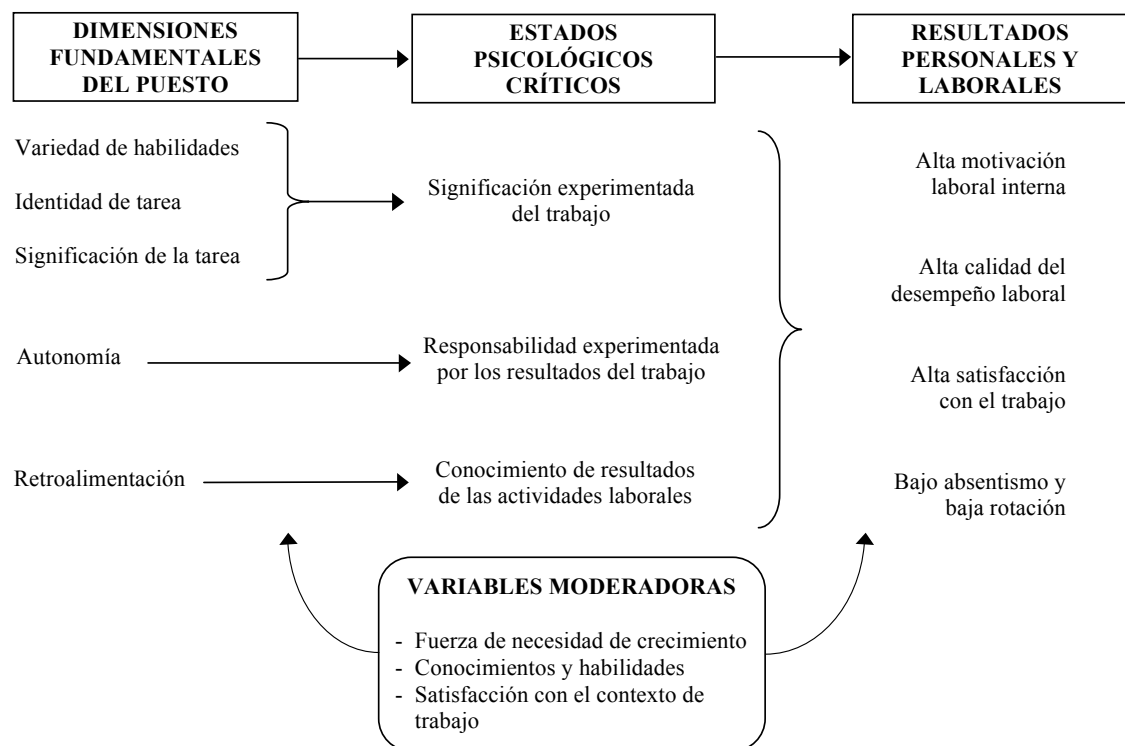 DIMENSIONES
FUNDAMENTALES
DEL PUESTO
ESTADOS
PSICOLÓGICOS
CRÍTICOS
RESULTADOS
PERSONALES Y
LABORALES
Variedad de habilidades
Identidad de tarea
Significación de la tarea
Significación experimentada
del trabajo
Alta motivación
laboral interna
Alta calidad del
desempeño laboral
Autonomía
Responsabilidad experimentada
por los resultados del trabajo
Alta satisfacción
con el trabajo
Retroalimentación
Conocimiento de resultados
de las actividades laborales
Bajo absentismo y
baja rotación
VARIABLES MODERADORAS
- Fuerza de necesidad de crecimiento
- Conocimientos y habilidades
- Satisfacción con el contexto de
trabajo